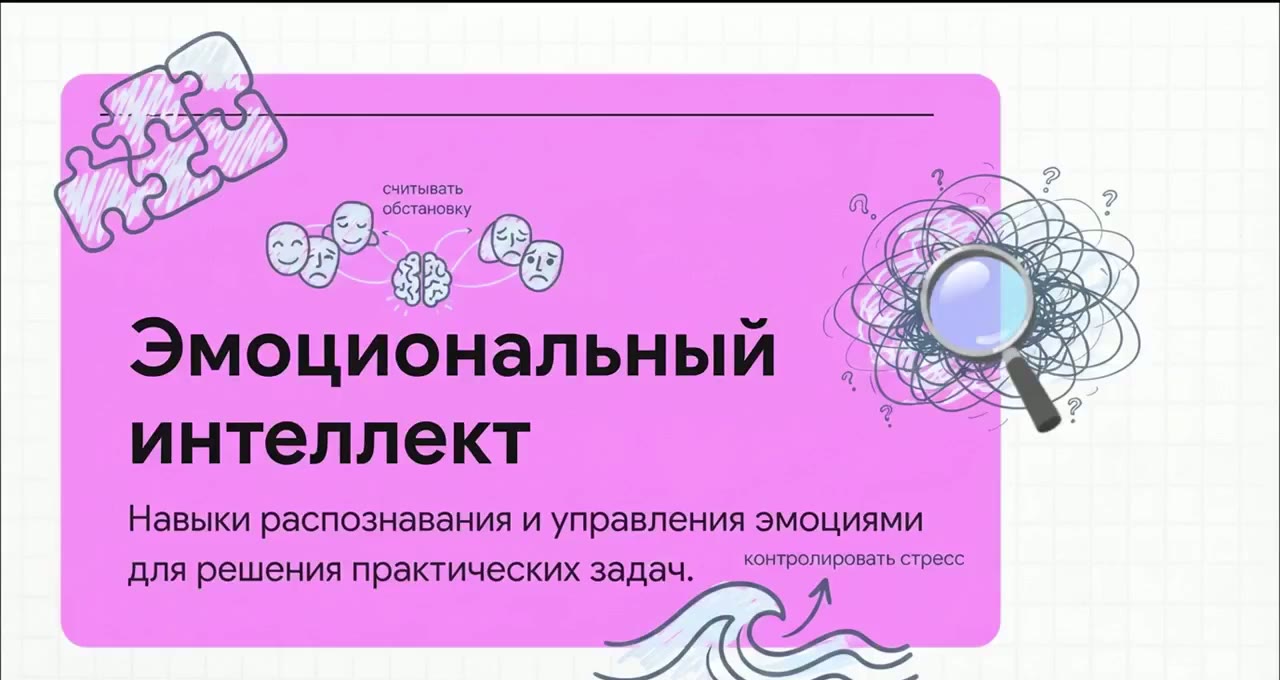 считывать
обстановку
Эмоциональный
интеллект
Навыки распознавания и управления эмоциями
для решения практических задач.
контролировать стресс